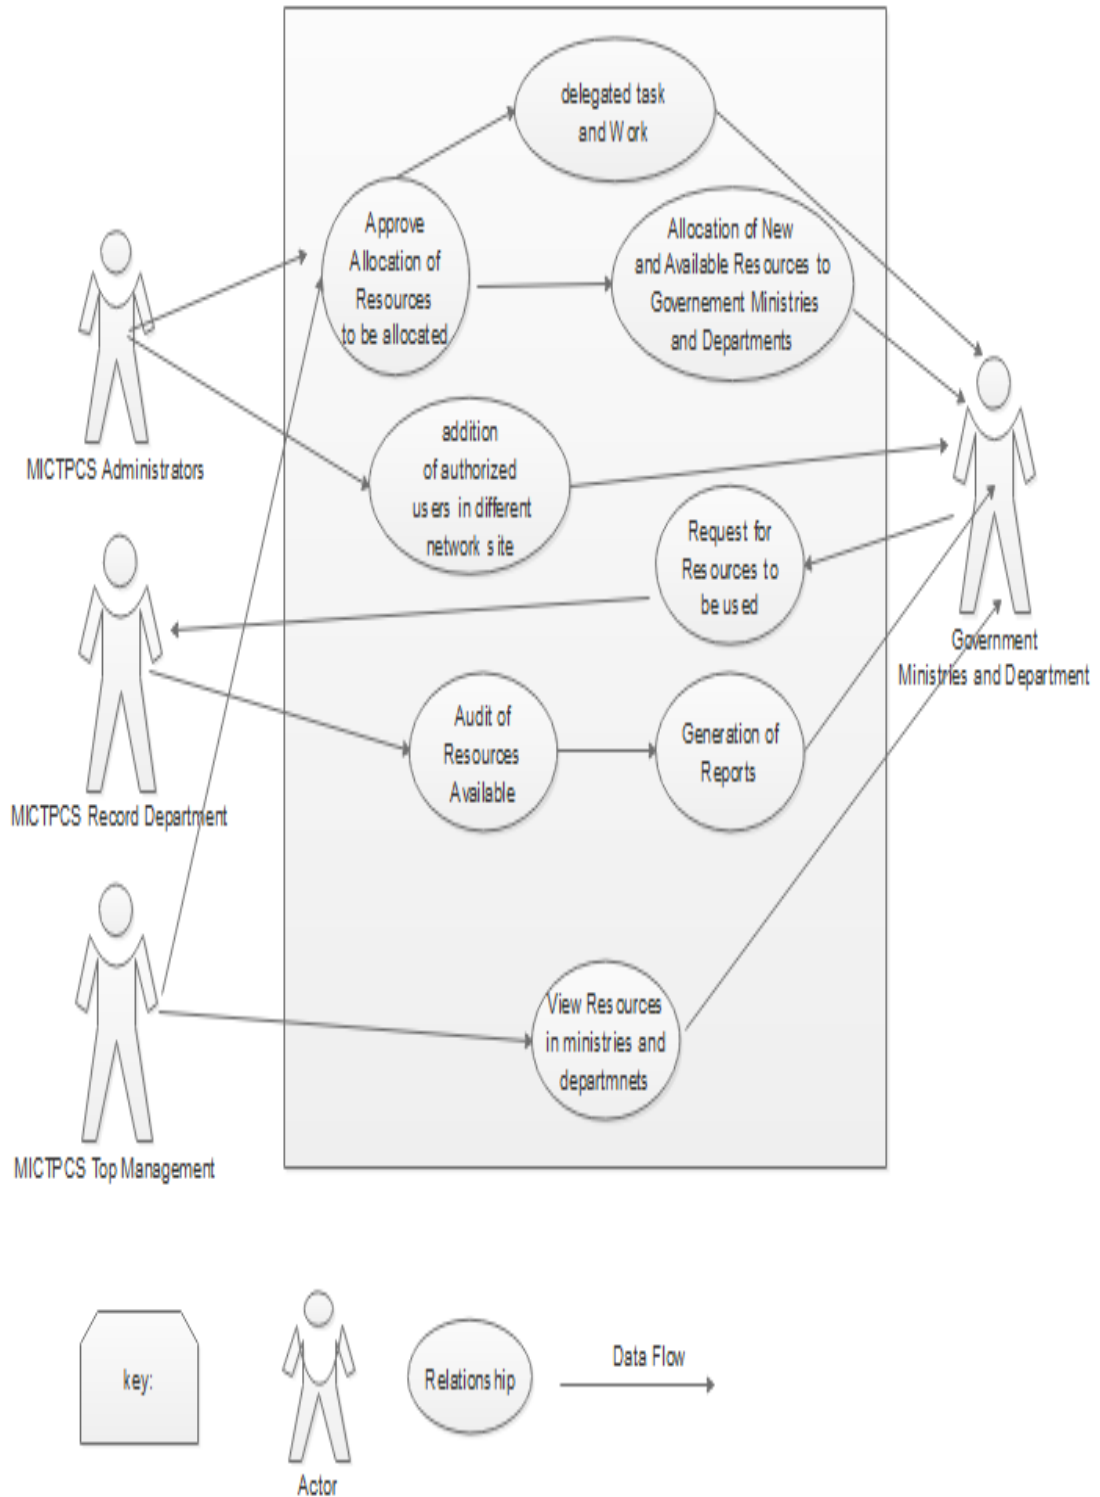 delegated task
and Work
Approve
Allocation of
Resources
to be allocated
Allocation of New
and Available Resources to
Governement Ministries
and Departments
MICTPCS Administrators
addition
of authorized
users in different
network site
Request for
Resources to
be used
Government
Ministries and Department
Audit of
Resources
Available
Generation of
Reports
MICTPCS Record Department
View Resources
in ministries and
departmnets
MICTPCS Top Management
key:
Actor
Relationship
Data Flow